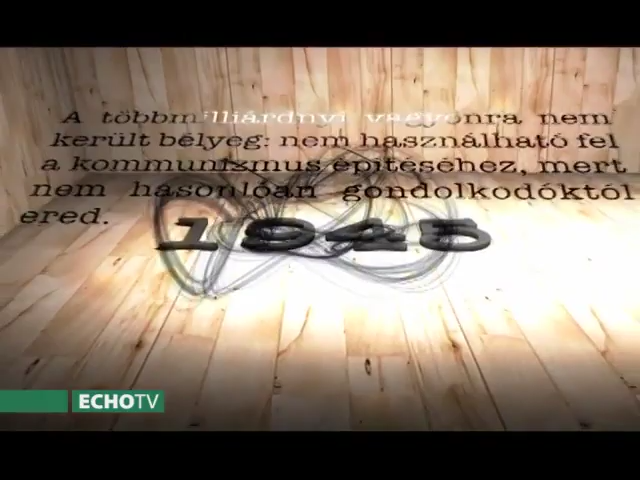 A többmilliárdnyi vagyonra nem
került bélyeg: nem használható fel
a kommunizmus építéséhez, mert
nem hasonlóan gondolkodóktól
ered.
1945
ECHOTV